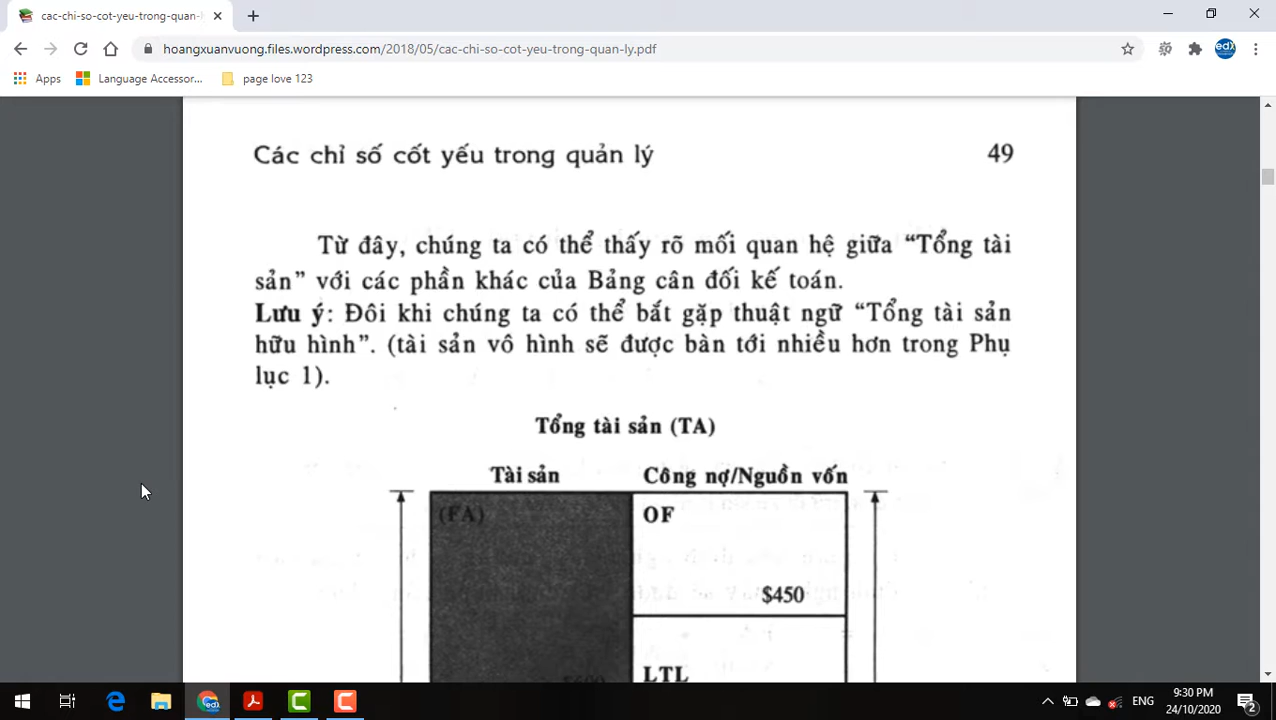 cac-chi-so-cot-yeu-trong-quan-
hoangxuanvuong.files.wordpress.com/2018/05/cac-chi-so-cot-yeu-trong-quan-ly.pdf
edX
Apps
Language Accessor...
page love 123
Các chỉ số cốt yếu trong quản lý 49
Từ đây, chúng ta có thể thấy rõ mối quan hệ giữa “Tổng tài
sản” với các phần khác của Bảng cân đối kế toán.
Lưu ý: Đôi khi chúng ta có thể bắt gặp thuật ngữ “Tổng tài sản
hữu hình”. (tài sản vô hình sẽ được bàn tới nhiều hơn trong Phụ
lục 1).
Tổng tài sản (TA)
Tài sản Công nợ/Nguồn vốn
(FA) OF
$450
LTL
$600
edX
ENG
9:30 PM
24/10/2020
2